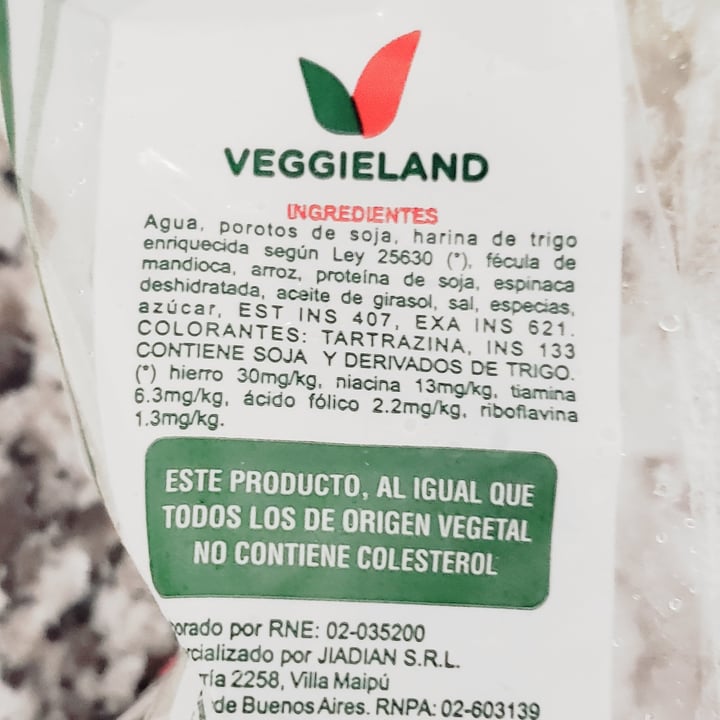 VEGGIELAND
INGREDIENTES
Agua, porotos de soja, harina de trigo
enriquecida según Ley 25630 (*), fécula de
mandioca, arroz, proteína de soja, espinaca
deshidratada, aceite de girasol, sal, especias,
azúcar, EST INS 407, EXA INS 621.
COLORANTES: TARTRAZINA, INS 133
CONTIENE SOJA Y DERIVADOS DE TRIGO.
(*) hierro 30mg/kg, niacina 13mg/kg, tiamina
6.3mg/kg, ácido fólico 2.2mg/kg, riboflavina
1.3mg/kg.
ESTE PRODUCTO, AL IGUAL QUE
TODOS LOS DE ORIGEN VEGETAL
NO CONTIENE COLESTEROL
orado por RNE: 02-035200
rcializado por JIADIAN S.R.L.
ría 2258, Villa Maipú
de Buenos Aires. RNPA: 02-603139